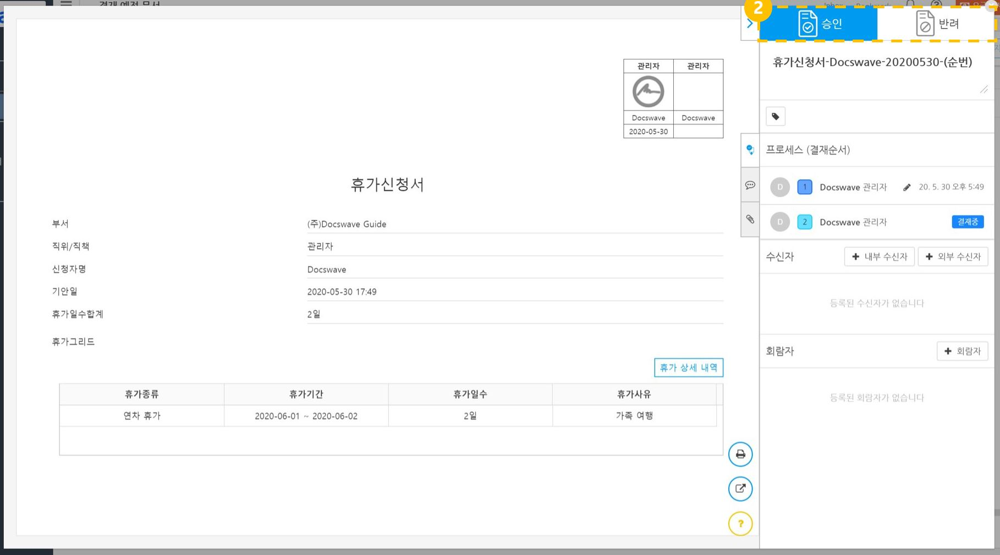 결재 예정 문서
Inbox
Bookmark
2
승인
반려
휴가신청서-Docswave-20200530-(순번)
관리자 관리자
Docswave Docswave
2020-05-30
휴가신청서
부서 (주)Docswave Guide
직위/직책 관리자
신청자명 Docswave
기안일 2020-05-30 17:49
휴가일수합계 2일
휴가그리드
휴가 상세 내역
휴가종류 휴가기간 휴가일수 휴가사유
연차 휴가 2020-06-01 ~ 2020-06-02 2일 가족 여행
?
프로세스 (결재순서)
D 1 Docswave 관리자 20. 5. 30 오후 5:49
D 2 Docswave 관리자 결재중
수신자 + 내부 수신자 + 외부 수신자
등록된 수신자가 없습니다
회람자 + 회람자
등록된 회람자가 없습니다